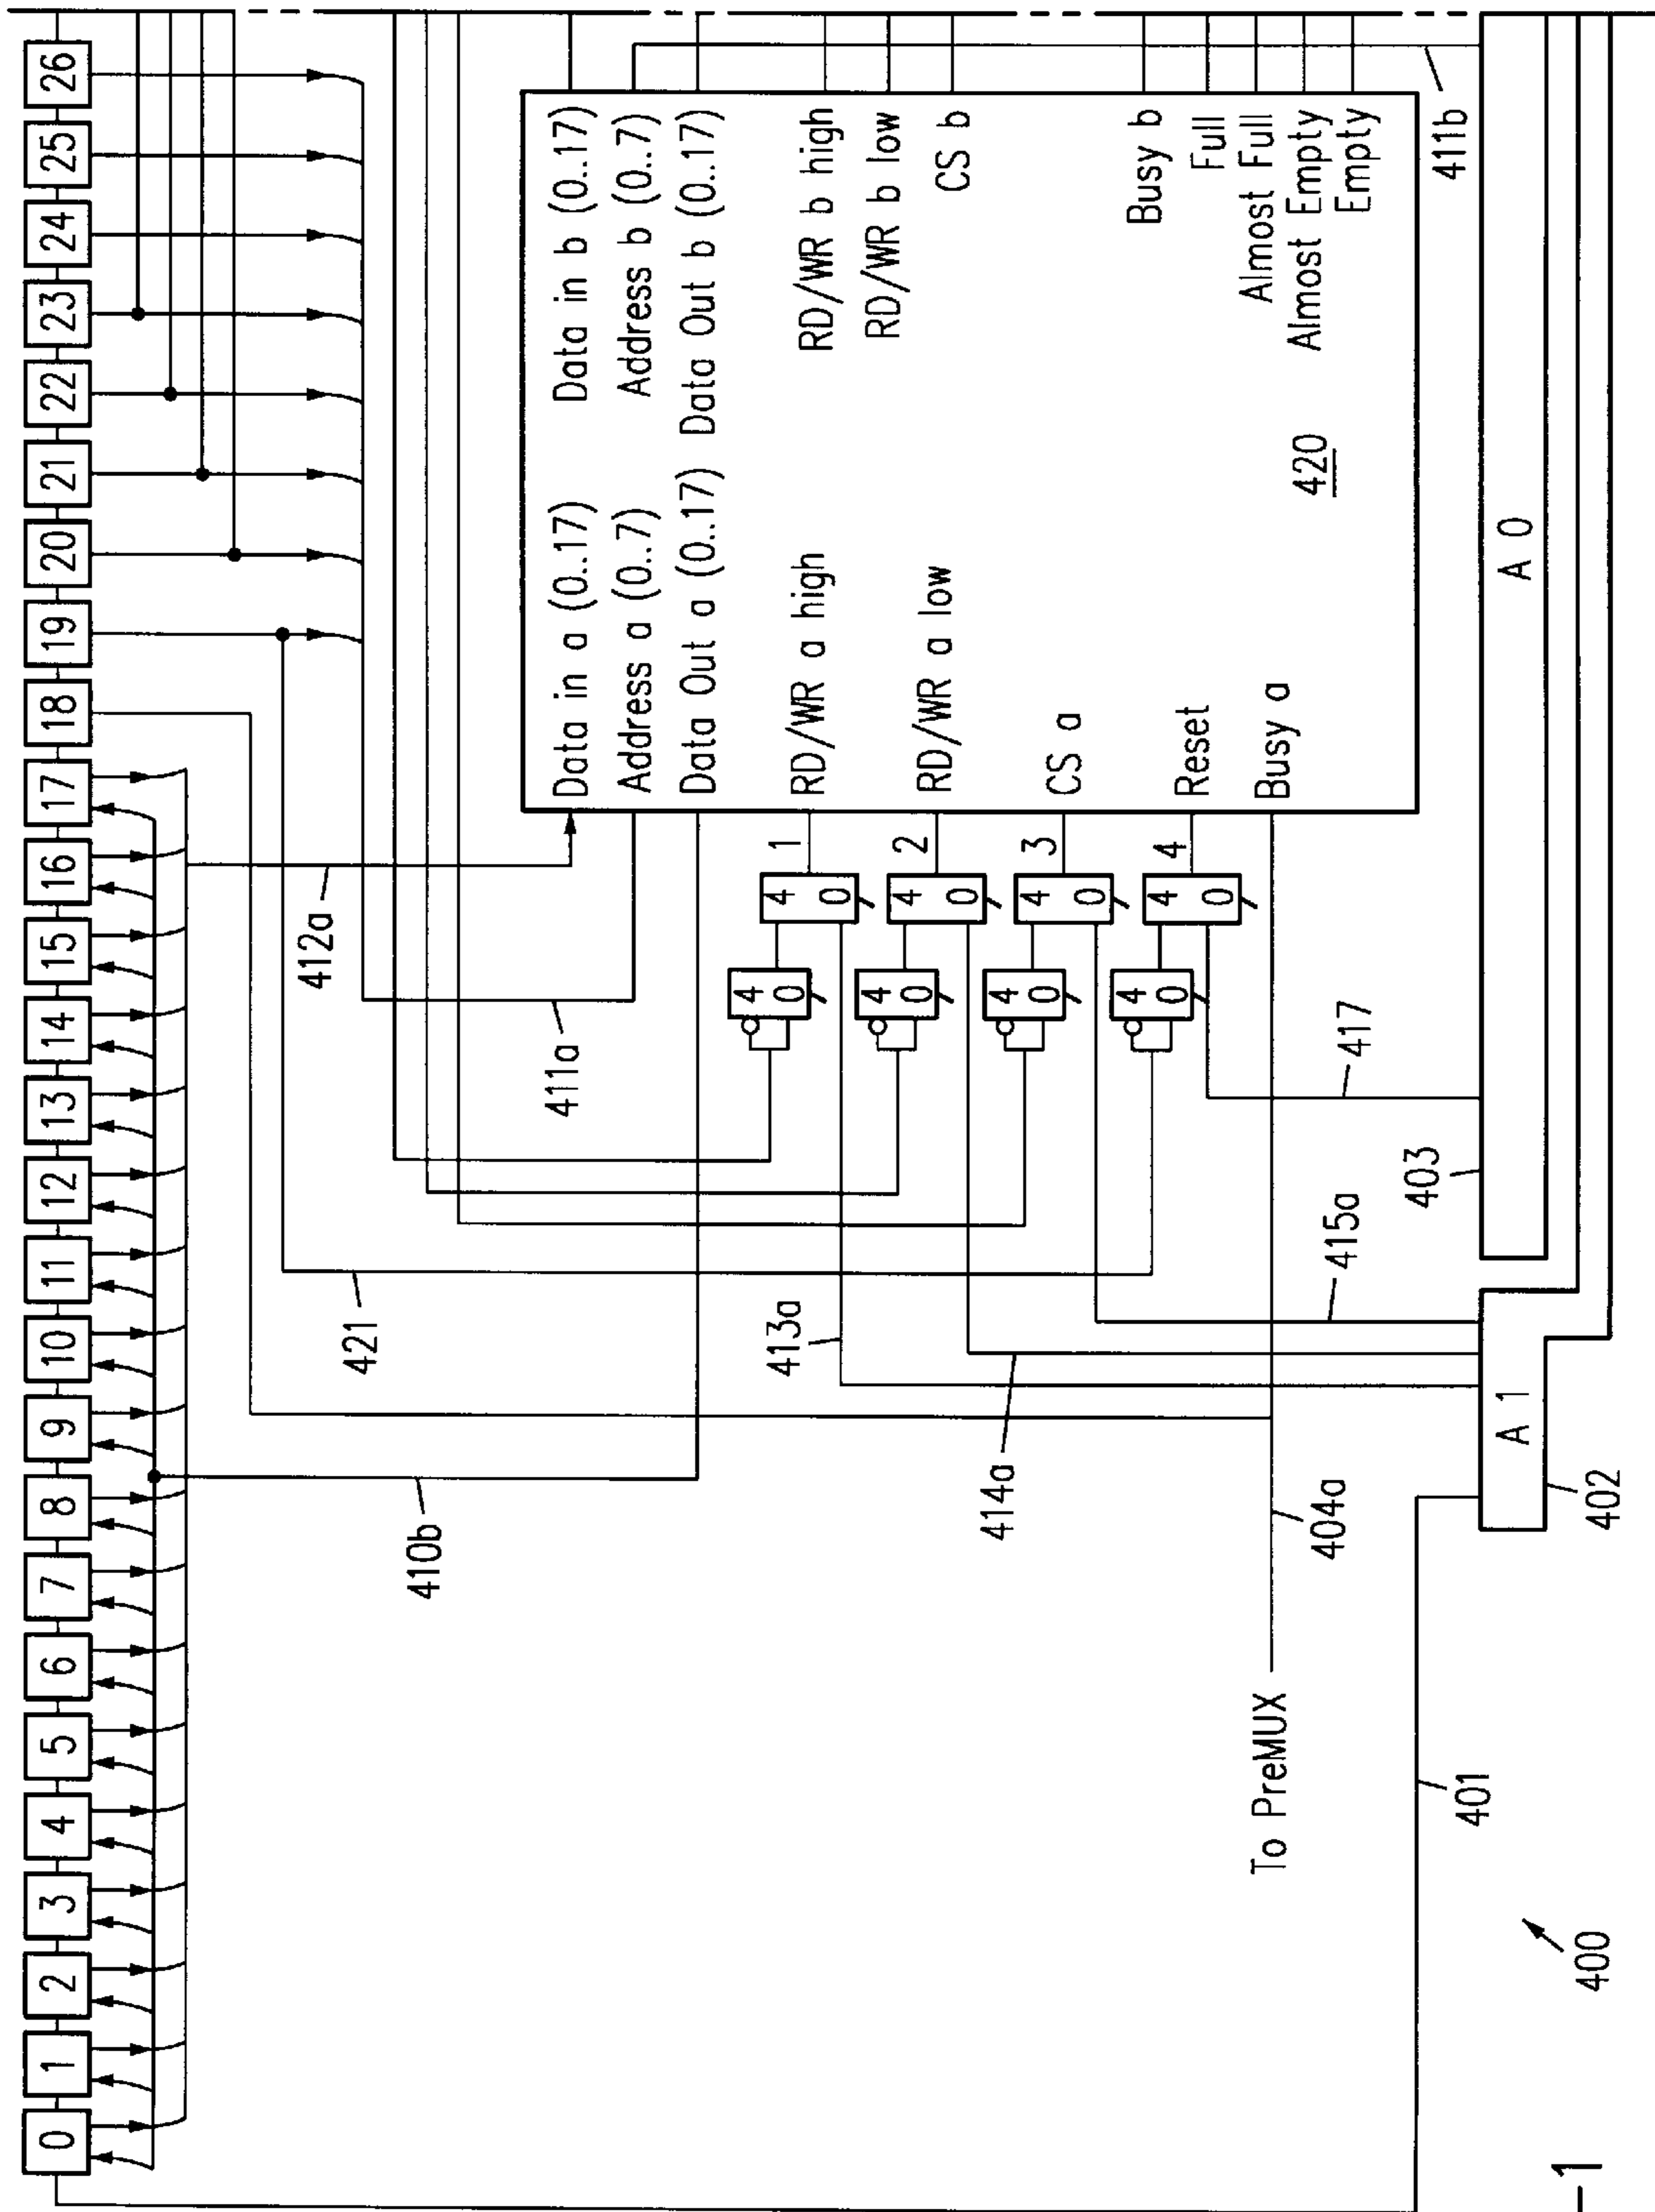 0 1 2 3 4 5 6 7 8 9 10 11 12 13 14 15 16 17 18 19 20 21 22 23 24 25 26
412a
411a
421
410b
Data in a (0..17) Data in b (0..17)
Address a (0..7) Address b (0..7)
Data Out a (0..17) Data Out b (0..17)
RD/WR a high RD/WR b high
RD/WR b low
RD/WR a low CS b
CS a
Reset Busy b
Full
Busy a Almost Full
Almost Empty
Empty
420
1
4
0
4
0
2
4
0
4
0
3
4
0
4
0
4
4
0
4
0
413a
414a
417
415a
404a
To PreMUX
401
403
411b
A 1
A 0
402
400
1